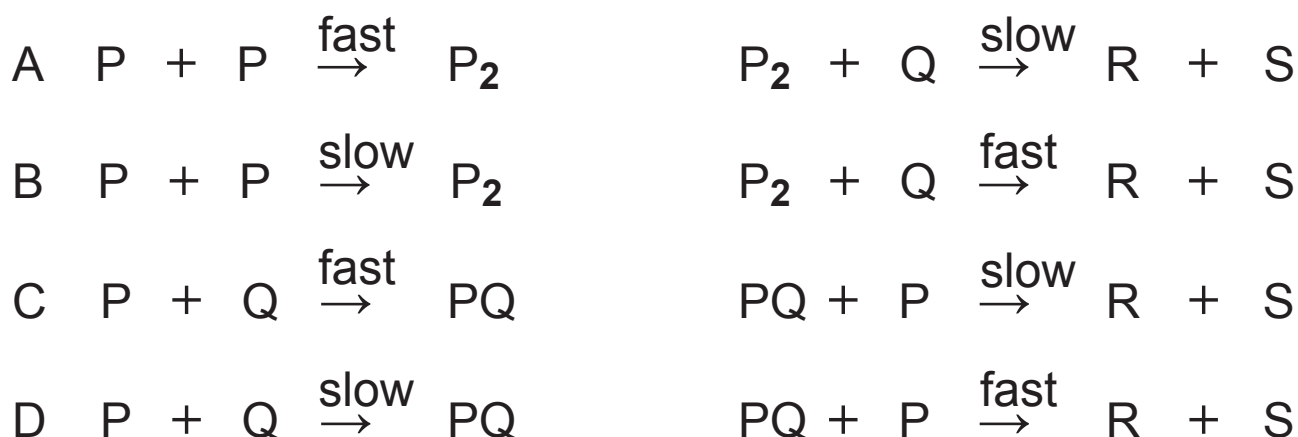 A P + P fast → P₂ P₂ + Q slow → R + S
B P + P slow → P₂ P₂ + Q fast → R + S
C P + Q fast → PQ PQ + P slow → R + S
D P + Q slow → PQ PQ + P fast → R + S